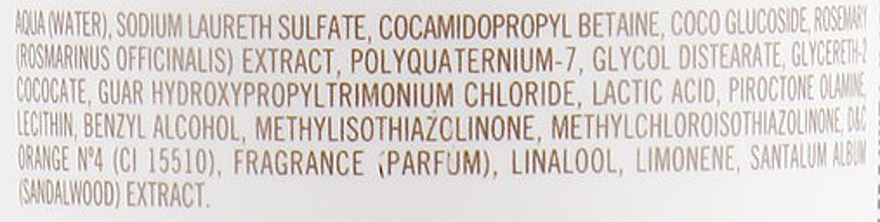 AQUA (WATER), SODIUM LAURETH SULFATE, COCAMIDOPROPYL BETAINE, COCO GLUCOSIDE, ROSEMARY
(ROSMARINUS OFFICINALIS) EXTRACT, POLYQUATERNIUM-7, GLYCOL DISTEARATE, GLYCERETH-2
COCOCATE, GUAR HYDROXYPROPYLTRIMONIUM CHLORIDE, LACTIC ACID, PIROCTONE OLAMINE,
LECITHIN, BENZYL ALCOHOL, METHYLISOTHIAZOLINONE, METHYLCHLOROISOTHIAZOLINONE, D&C
ORANGE Nº4 (CI 15510), FRAGRANCE (PARFUM), LINALOOL, LIMONENE, SANTALUM ALBUM
(SANDALWOOD) EXTRACT.